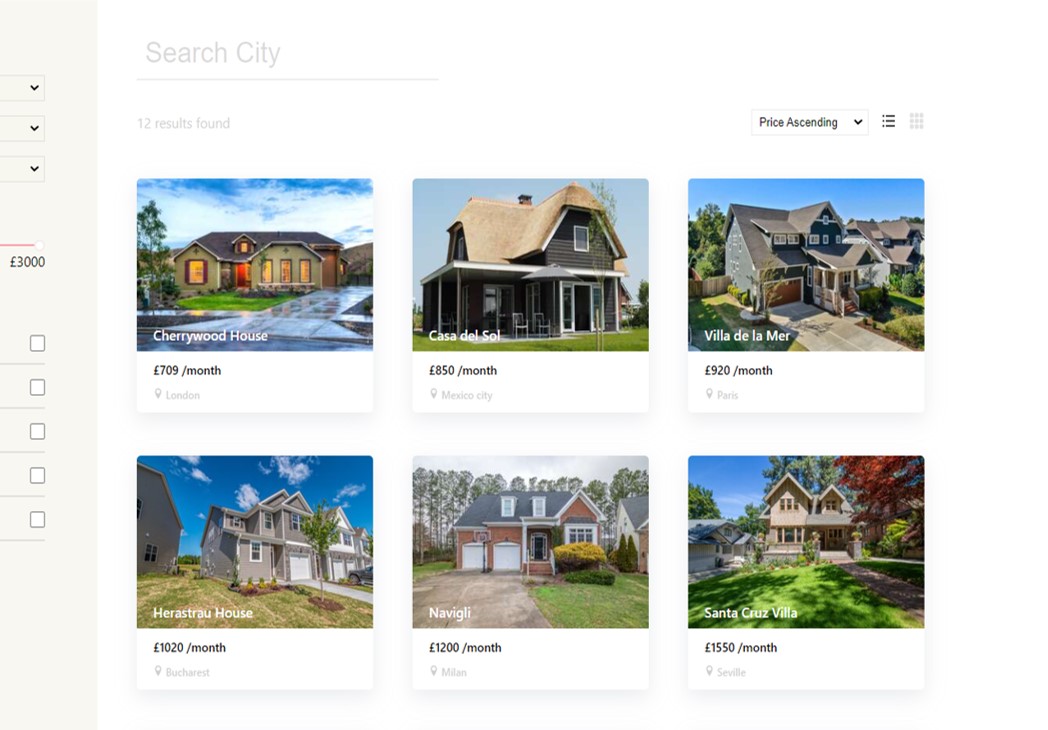 Search City
12 results found
Price Ascending
£3000
Cherrywood House
£709 /month
London
Casa del Sol
£850 /month
Mexico city
Villa de la Mer
£920 /month
Paris
Herastrau House
£1020 /month
Bucharest
Navigli
£1200 /month
Milan
Santa Cruz Villa
£1550 /month
Seville